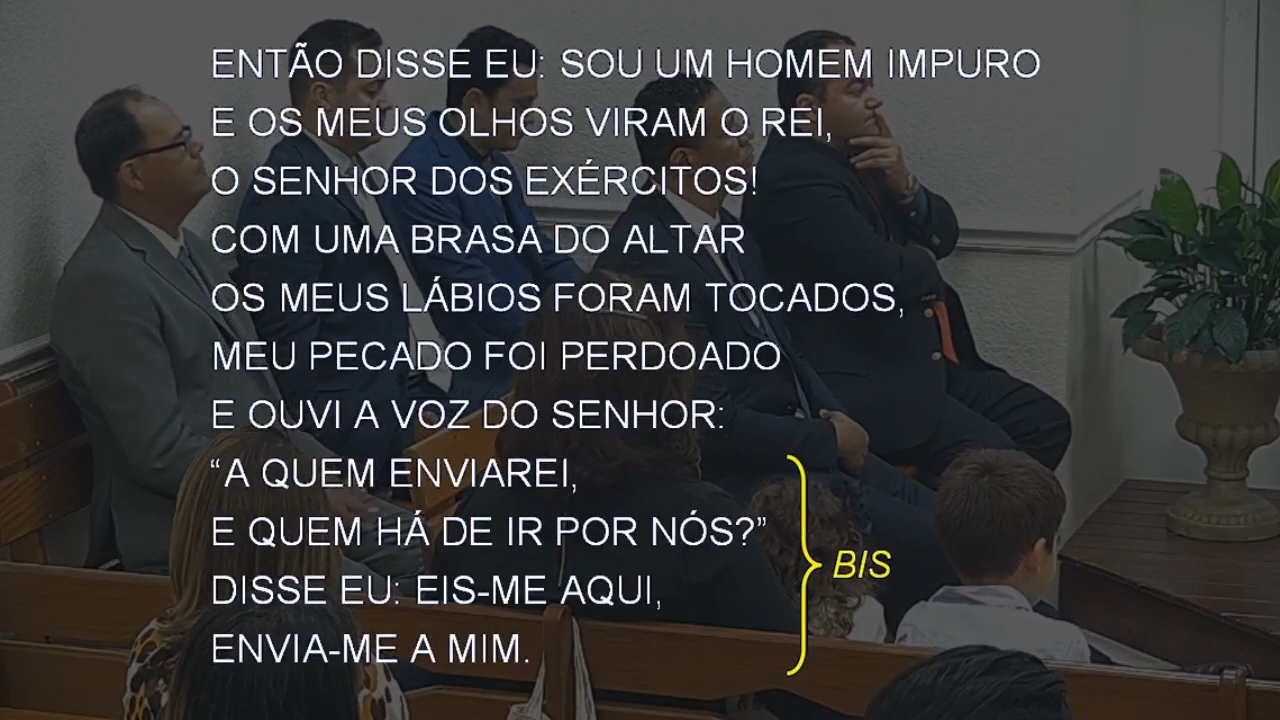 ENTÃO DISSE EU: SOU UM HOMEM IMPURO
E OS MEUS OLHOS VIRAM O REI,
O SENHOR DOS EXÉRCITOS!
COM UMA BRASA DO ALTAR
OS MEUS LÁBIOS FORAM TOCADOS,
MEU PECADO FOI PERDOADO
E OUVI A VOZ DO SENHOR:
“A QUEM ENVIAREI,
E QUEM HÁ DE IR POR NÓS?”
DISSE EU: EIS-ME AQUI,
ENVIA-ME A MIM.
BIS